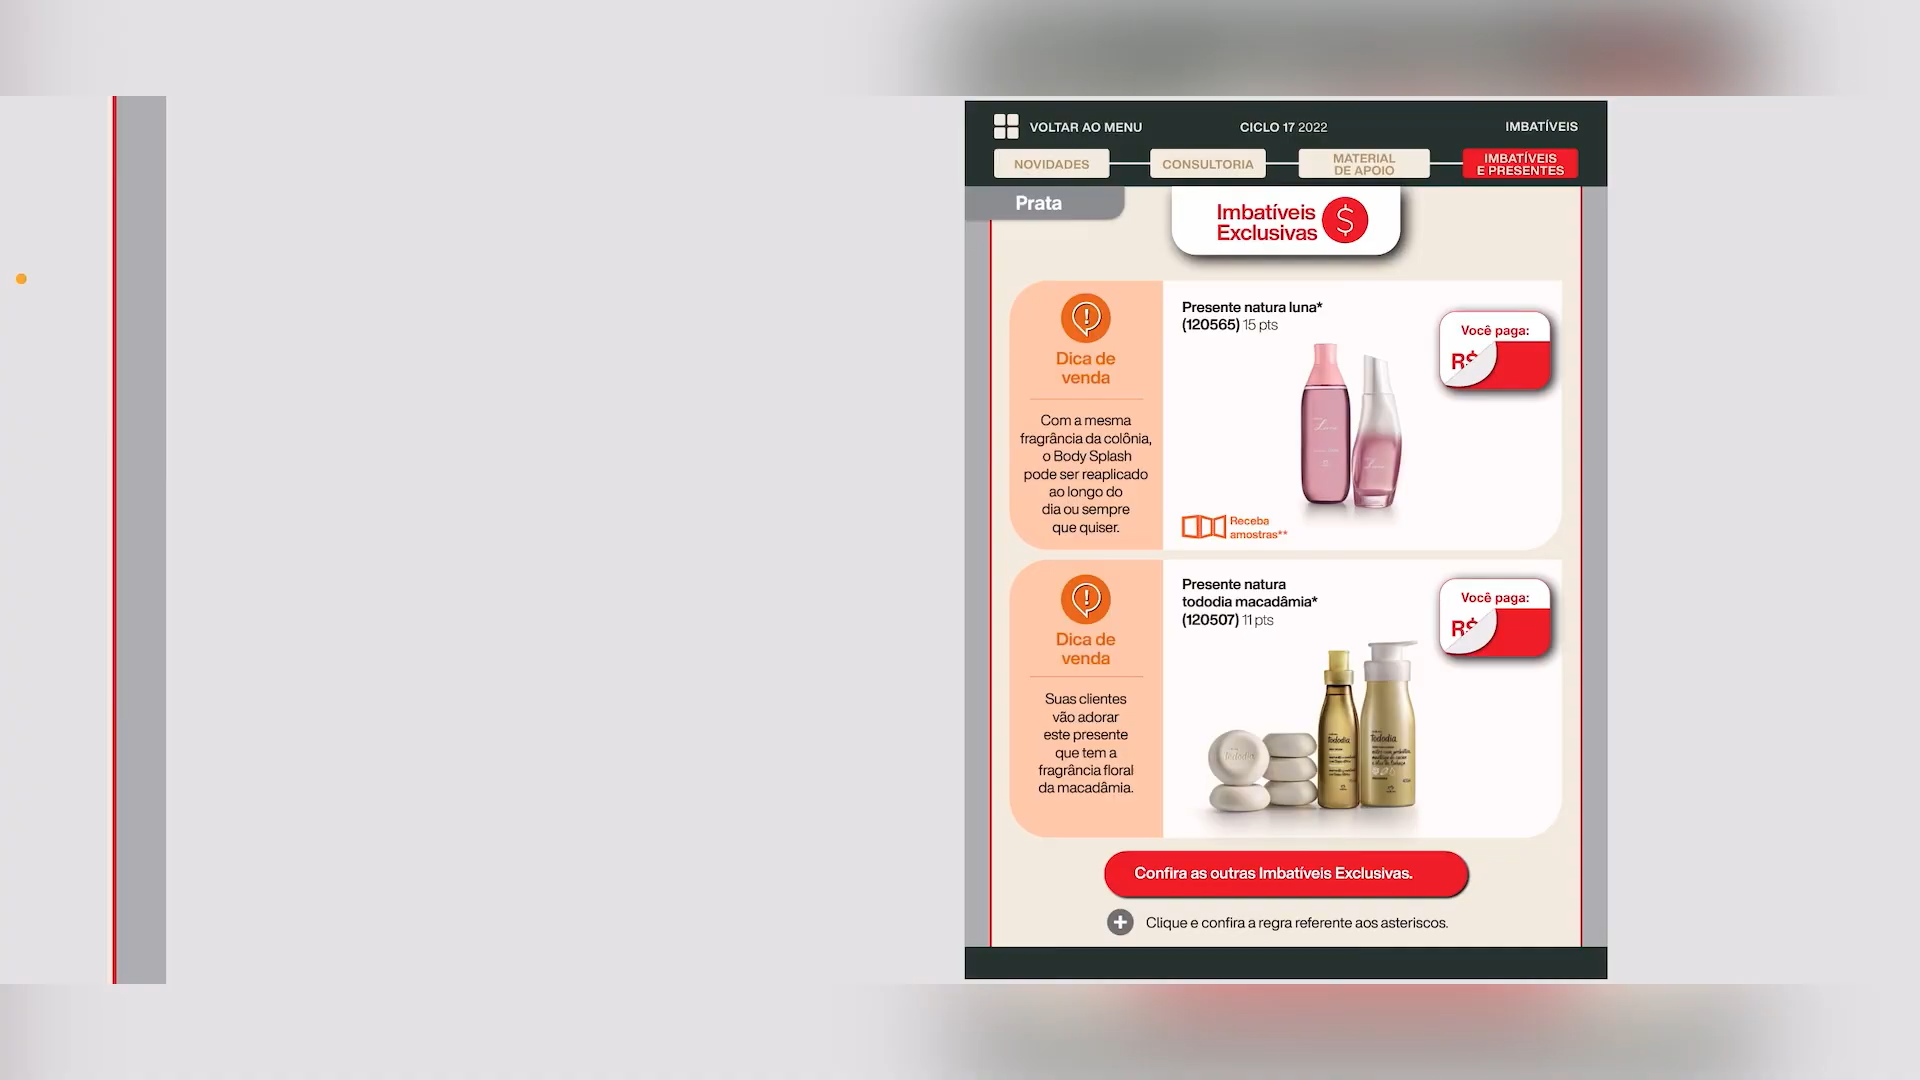 VOLTAR AO MENU
CICLO 17 2022
IMBATÍVEIS
NOVIDADES
CONSULTORIA
MATERIAL
DE APOIO
IMBATÍVEIS
E PRESENTES
Prata
Imbatíveis
Exclusivas
$
Dica de
venda
Com a mesma
fragrância da colônia,
o Body Splash
pode ser reaplicado
ao longo do
dia ou sempre
que quiser.
Presente natura luna*
(120565) 15 pts
Você paga:
R$
Luna
Receba
amostras**
Dica de
venda
Suas clientes
vão adorar
este presente
que tem a
fragrância floral
da macadâmia.
Presente natura
tododia macadâmia*
(120507) 11 pts
Você paga:
R$
Tododia
Tododia
Tododia
Confira as outras Imbatíveis Exclusivas.
Clique e confira a regra referente aos asteriscos.